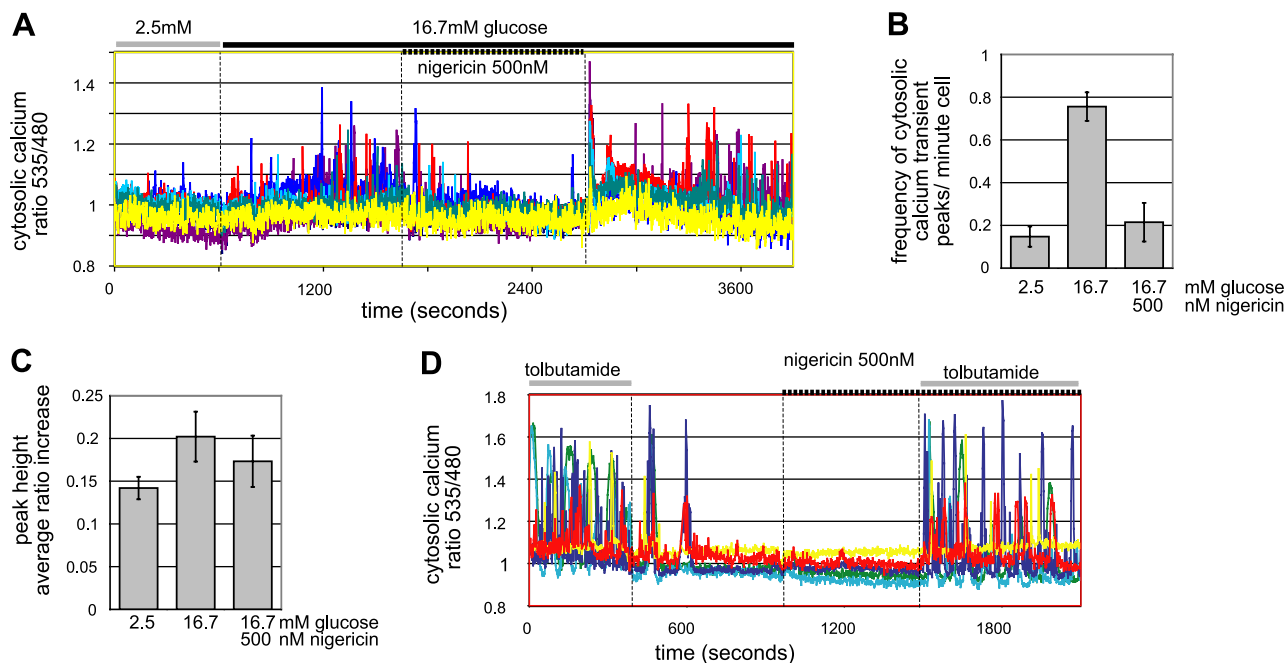 A
2.5mM
16.7mM glucose
nigericin 500nM
cytosolic calcium
ratio 535/480
1.4
1.2
1
0.8
0
1200
2400
3600
time (seconds)
B
frequency of cytosolic
calcium transient
peaks/ minute cell
1
0.8
0.6
0.4
0.2
0
2.5
16.7
16.7
mM glucose
500
nM nigericin
C
peak height
average ratio increase
0.25
0.2
0.15
0.1
0.05
0
2.5
16.7
16.7
mM glucose
500
nM nigericin
D
tolbutamide
nigericin 500nM
tolbutamide
cytosolic calcium
ratio 535/480
1.8
1.6
1.4
1.2
1
0.8
0
600
1200
1800
time (seconds)